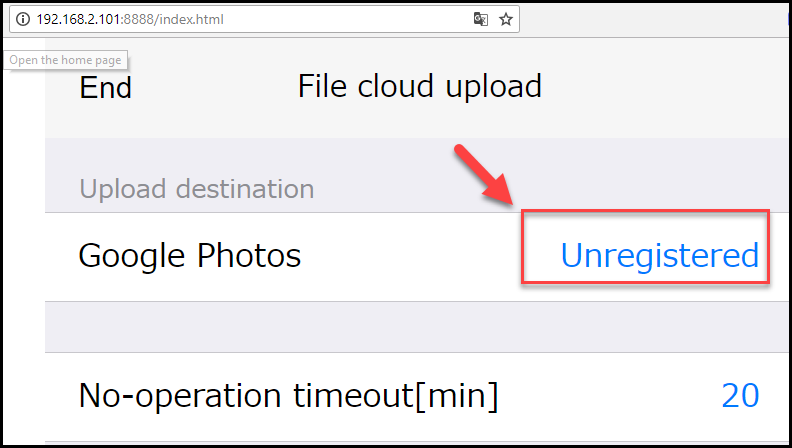 192.168.2.101:8888/index.html
Open the home page
End
File cloud upload
Upload destination
Google Photos
Unregistered
No-operation timeout[min]
20